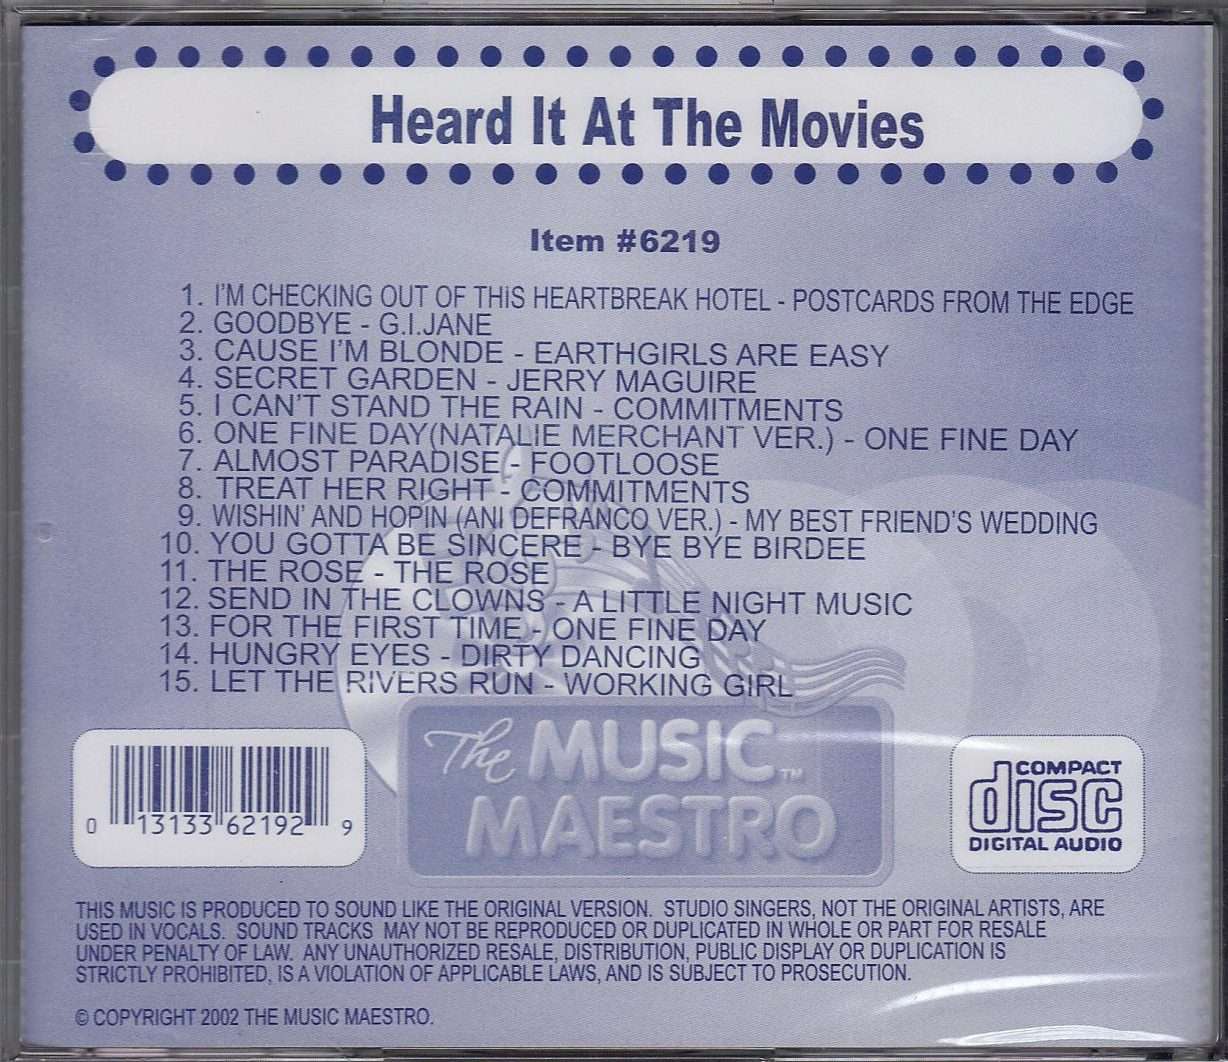 Heard It At The Movies
Item #6219
1. I'M CHECKING OUT OF THIS HEARTBREAK HOTEL - POSTCARDS FROM THE EDGE
2. GOODBYE - G.I.JANE
3. CAUSE I'M BLONDE - EARTHGIRLS ARE EASY
4. SECRET GARDEN - JERRY MAGUIRE
5. I CAN'T STAND THE RAIN - COMMITMENTS
6. ONE FINE DAY(NATALIE MERCHANT VER.) - ONE FINE DAY
7. ALMOST PARADISE - FOOTLOOSE
8. TREAT HER RIGHT - COMMITMENTS
9. WISHIN' AND HOPIN (ANI DEFRANCO VER.) - MY BEST FRIEND'S WEDDING
10. YOU GOTTA BE SINCERE - BYE BYE BIRDEE
11. THE ROSE - THE ROSE
12. SEND IN THE CLOWNS - A LITTLE NIGHT MUSIC
13. FOR THE FIRST TIME - ONE FINE DAY
14. HUNGRY EYES - DIRTY DANCING
15. LET THE RIVERS RUN - WORKING GIRL
The MUSIC TM
MAESTRO
0 13133 62192 9
COMPACT
disc
DIGITAL AUDIO
THIS MUSIC IS PRODUCED TO SOUND LIKE THE ORIGINAL VERSION. STUDIO SINGERS, NOT THE ORIGINAL ARTISTS, ARE
USED IN VOCALS. SOUND TRACKS MAY NOT BE REPRODUCED OR DUPLICATED IN WHOLE OR PART FOR RESALE
UNDER PENALTY OF LAW. ANY UNAUTHORIZED RESALE, DISTRIBUTION, PUBLIC DISPLAY OR DUPLICATION IS
STRICTLY PROHIBITED, IS A VIOLATION OF APPLICABLE LAWS, AND IS SUBJECT TO PROSECUTION.
© COPYRIGHT 2002 THE MUSIC MAESTRO.